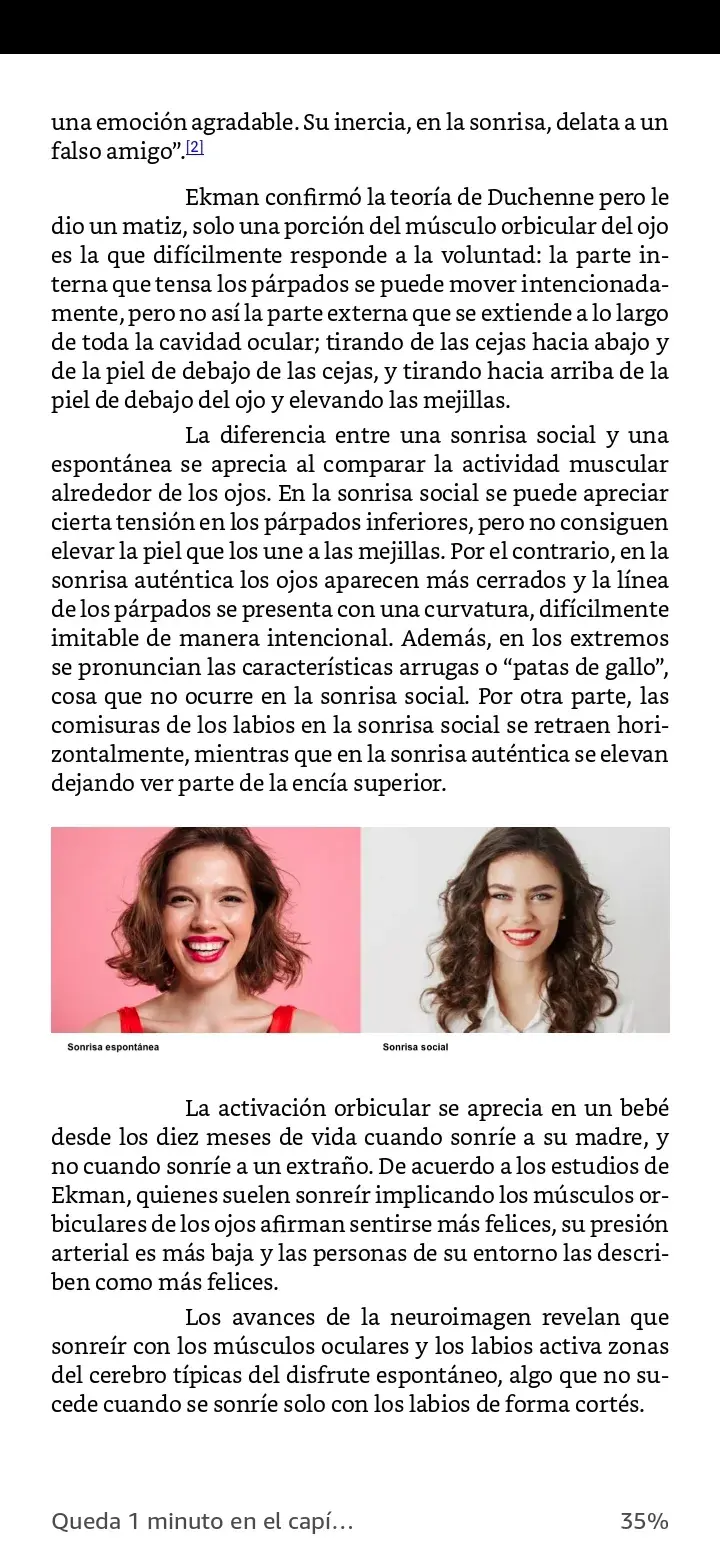 una emoción agradable. Su inercia, en la sonrisa, delata a un
falso amigo”.[2]
Ekman confirmó la teoría de Duchenne pero le
dio un matiz, solo una porción del músculo orbicular del ojo
es la que difícilmente responde a la voluntad: la parte in-
terna que tensa los párpados se puede mover intencionada-
mente, pero no así la parte externa que se extiende a lo largo
de toda la cavidad ocular; tirando de las cejas hacia abajo y
de la piel de debajo de las cejas, y tirando hacia arriba de la
piel de debajo del ojo y elevando las mejillas.
La diferencia entre una sonrisa social y una
espontánea se aprecia al comparar la actividad muscular
alrededor de los ojos. En la sonrisa social se puede apreciar
cierta tensión en los párpados inferiores, pero no consiguen
elevar la piel que los une a las mejillas. Por el contrario, en la
sonrisa auténtica los ojos aparecen más cerrados y la línea
de los párpados se presenta con una curvatura, difícilmente
imitable de manera intencional. Además, en los extremos
se pronuncian las características arrugas o “patas de gallo”,
cosa que no ocurre en la sonrisa social. Por otra parte, las
comisuras de los labios en la sonrisa social se retraen hori-
zontalmente, mientras que en la sonrisa auténtica se elevan
dejando ver parte de la encía superior.
Sonrisa espontánea
Sonrisa social
La activación orbicular se aprecia en un bebé
desde los diez meses de vida cuando sonríe a su madre, y
no cuando sonríe a un extraño. De acuerdo a los estudios de
Ekman, quienes suelen sonreír implicando los músculos or-
biculares de los ojos afirman sentirse más felices, su presión
arterial es más baja y las personas de su entorno las descri-
ben como más felices.
Los avances de la neuroimagen revelan que
sonreír con los músculos oculares y los labios activa zonas
del cerebro típicas del disfrute espontáneo, algo que no su-
cede cuando se sonríe solo con los labios de forma cortés.
Queda 1 minuto en el capí… 35%